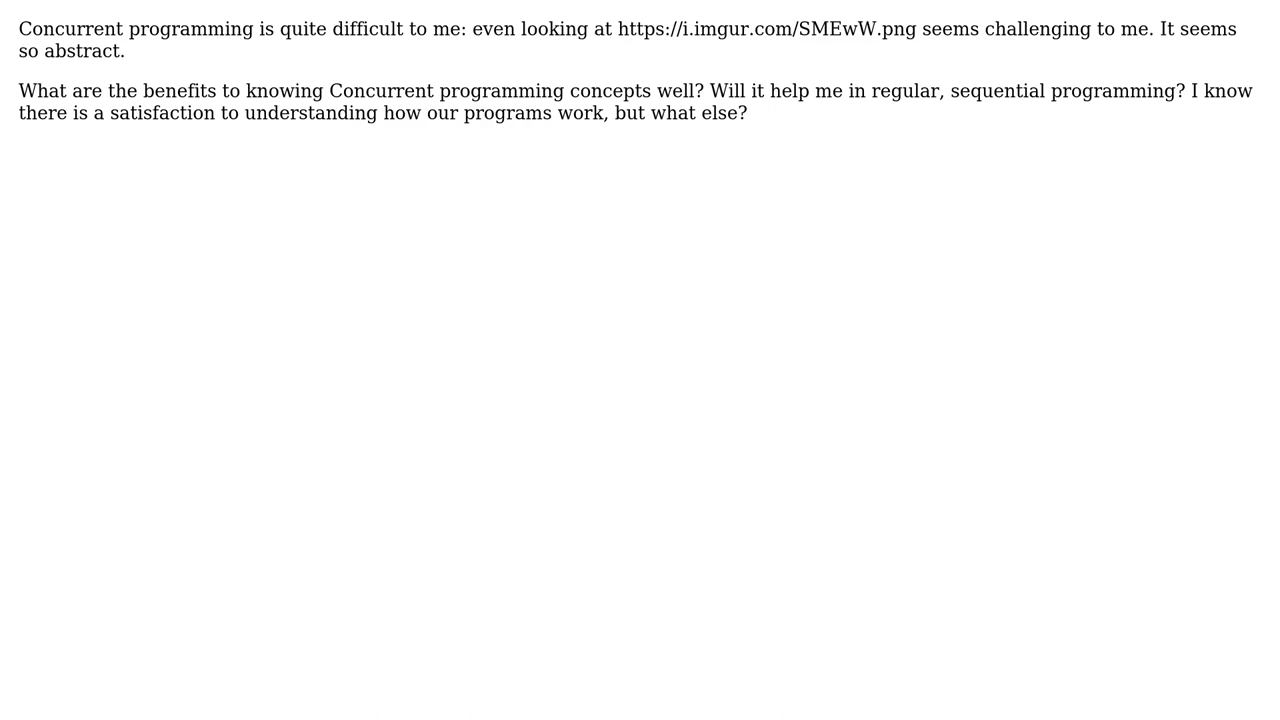 Concurrent programming is quite difficult to me: even looking at https://i.imgur.com/SMEwW.png seems challenging to me. It seems
so abstract.
What are the benefits to knowing Concurrent programming concepts well? Will it help me in regular, sequential programming? I know
there is a satisfaction to understanding how our programs work, but what else?